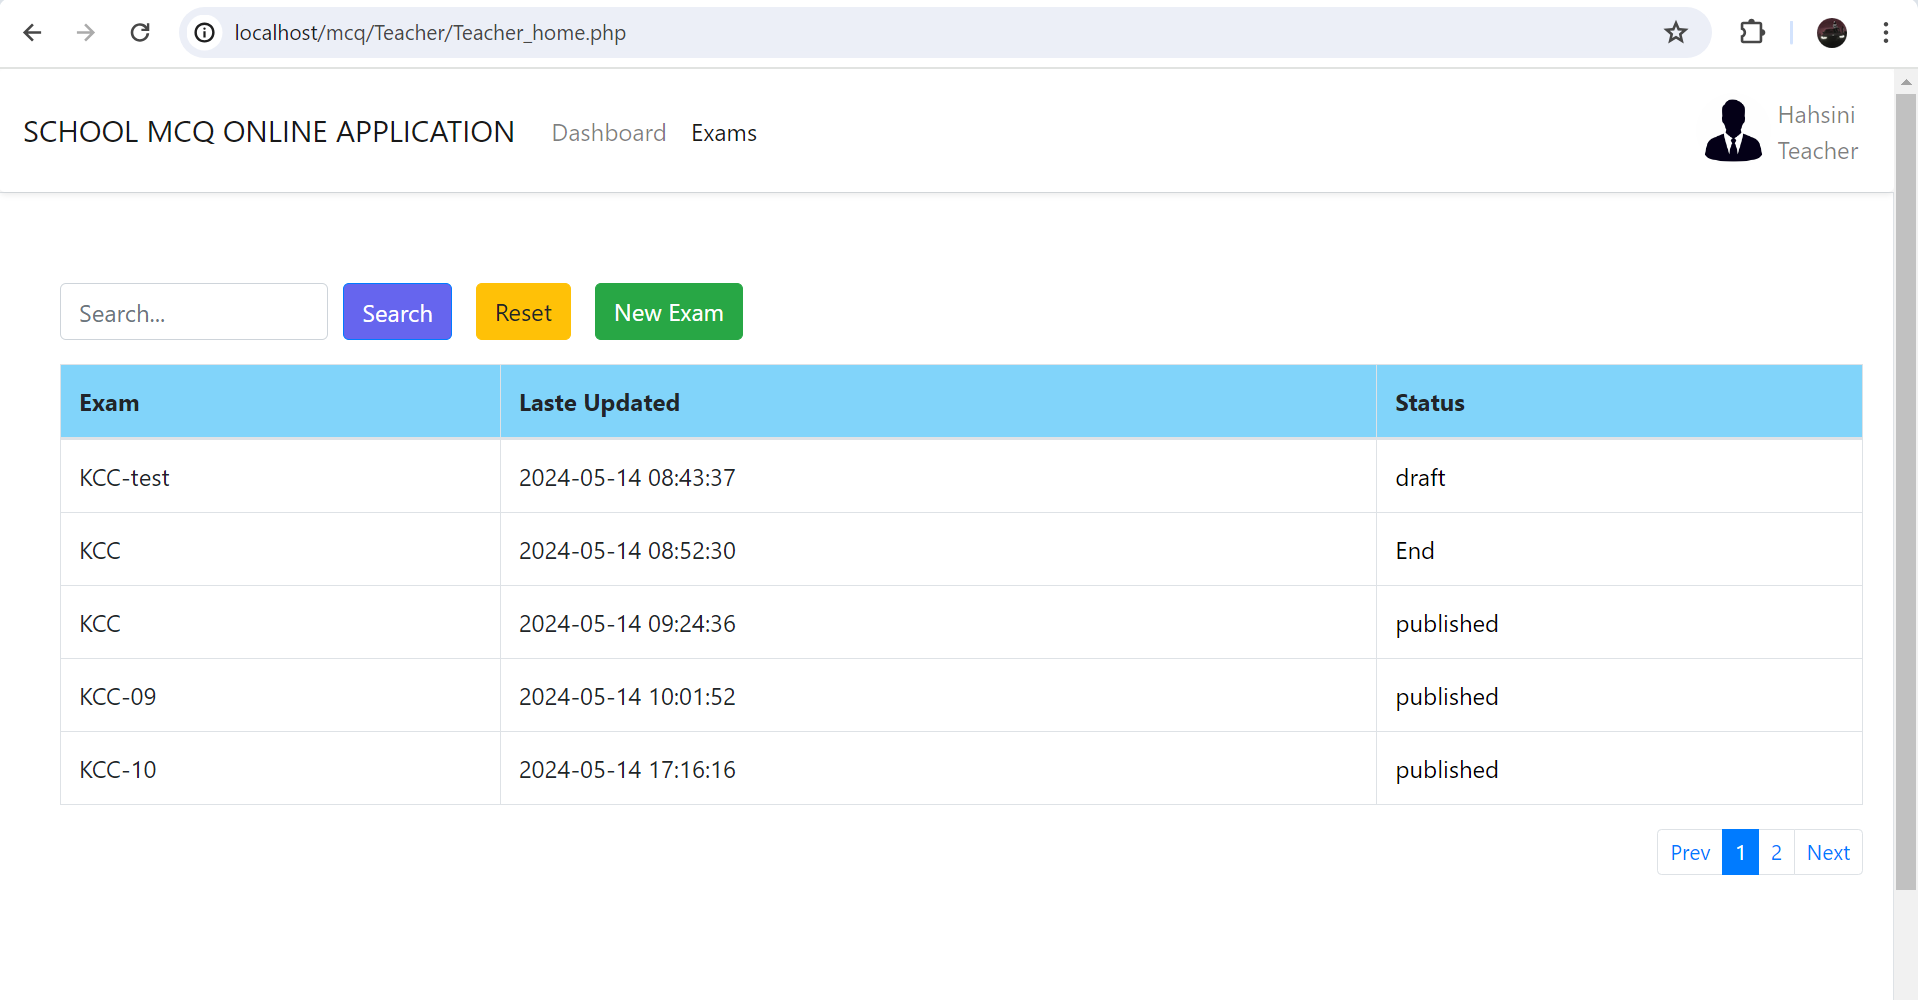 localhost/mcq/Teacher/Teacher_home.php
SCHOOL MCQ ONLINE APPLICATION Dashboard Exams
Hahsini
Teacher
Search... Search Reset New Exam
Exam Laste Updated Status
KCC-test 2024-05-14 08:43:37 draft
KCC 2024-05-14 08:52:30 End
KCC 2024-05-14 09:24:36 published
KCC-09 2024-05-14 10:01:52 published
KCC-10 2024-05-14 17:16:16 published
Prev 1 2 Next